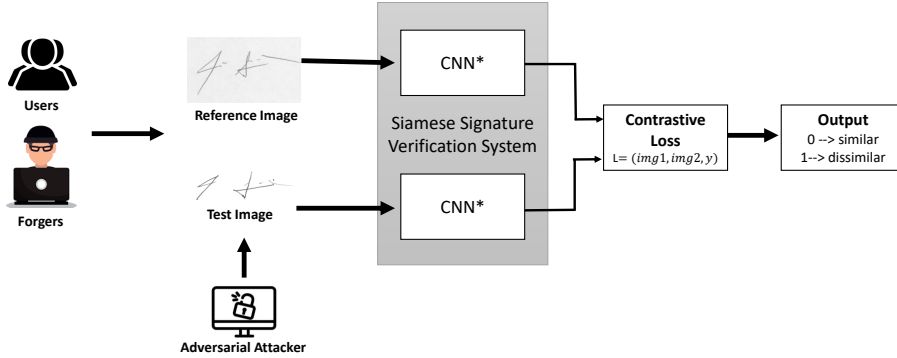 Users
Forgers
Reference Image
Test Image
Adversarial Attacker
CNN*
Siamese Signature
Verification System
CNN*
Contrastive
Loss
L= (img1,img2,y)
Output
0 --> similar
1--> dissimilar